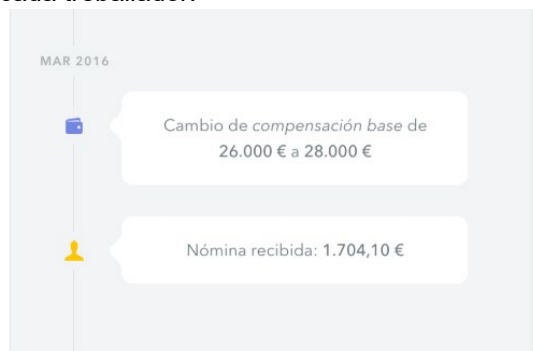 MAR 2016
Cambio de compensación base de
26.000 € a 28.000 €
Nómina recibida: 1.704,10 €